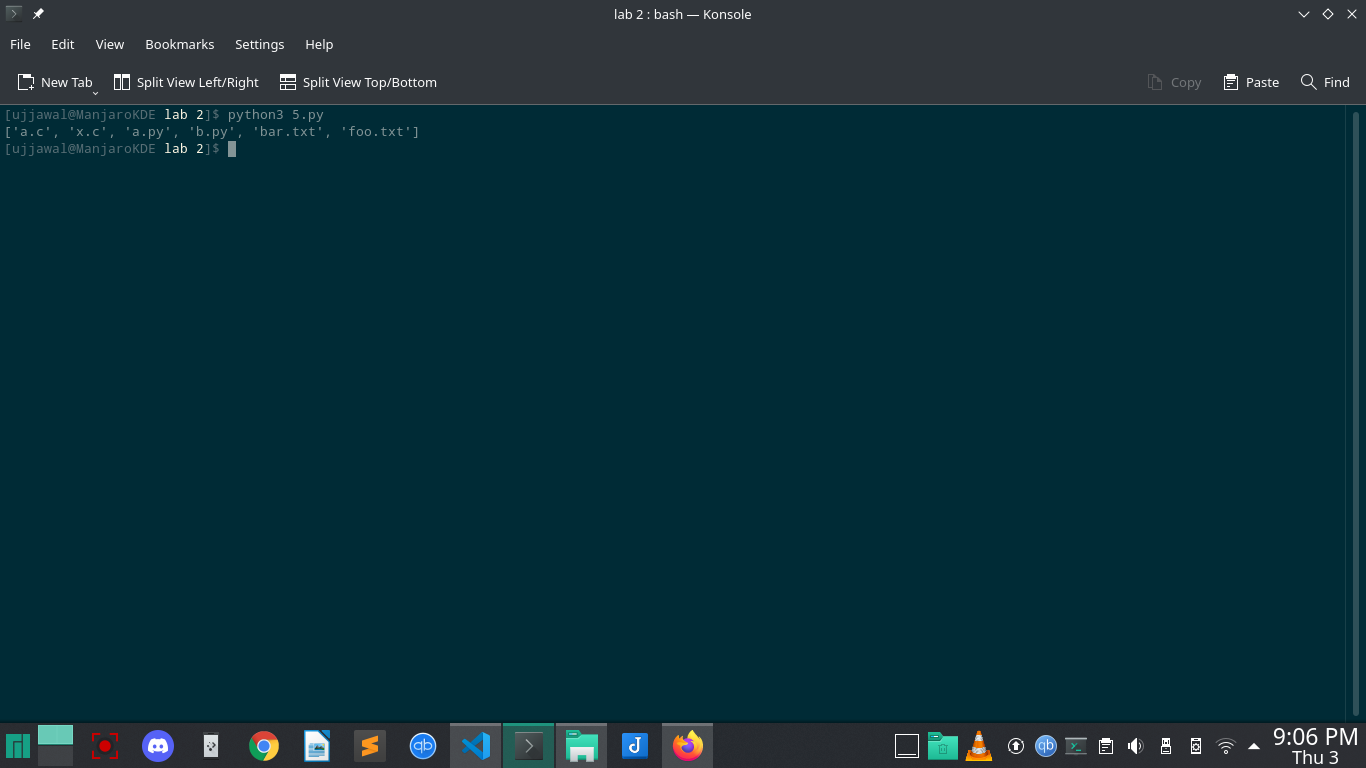 lab 2 : bash — Konsole
File Edit View Bookmarks Settings Help
New Tab Split View Left/Right Split View Top/Bottom Copy Paste Find
[ujjawal@ManjaroKDE lab 2]$ python3 5.py
['a.c', 'x.c', 'a.py', 'b.py', 'bar.txt', 'foo.txt']
[ujjawal@ManjaroKDE lab 2]$
qb J qb 9:06 PM
Thu 3